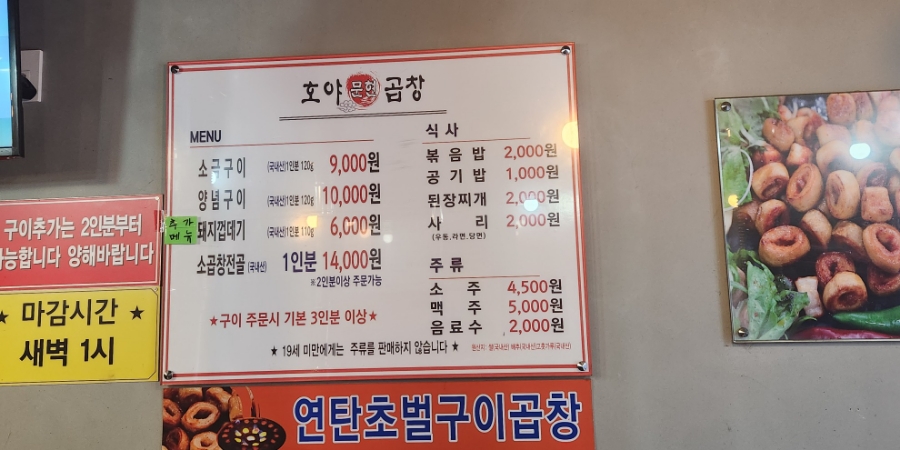 호야 문현 곱창
MENU
소금구이 (국내산)1인분 120g 9,000원
양념구이 (국내산)1인분 120g 10,000원
추가 메뉴
돼지껍데기 (국내산)1인분 110g 6,000원
소곱창전골 (국내산) 1인분 14,000원
※2인분이상 주문가능
★구이 주문시 기본 3인분 이상★
식사
볶음밥 2,000원
공기밥 1,000원
된장찌개 2,000원
사리 2,000원
(우동,라면,당면)
주류
소주 4,500원
맥주 5,000원
음료수 2,000원
★ 19세 미만에게는 주류를 판매하지 않습니다 ★
구이추가는 2인분부터
가능합니다 양해바랍니다
★ 마감시간 ★
새벽 1시
연탄초벌구이곱창